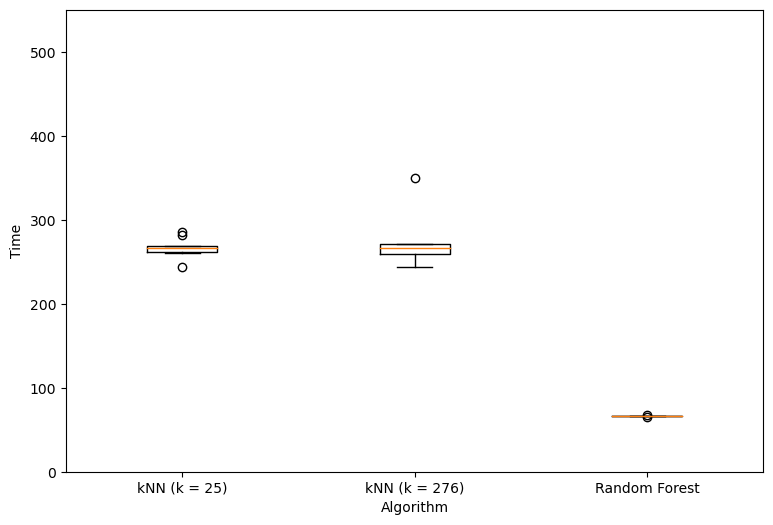 500
400
300
200
100
0
Time
kNN (k = 25) kNN (k = 276) Random Forest
Algorithm